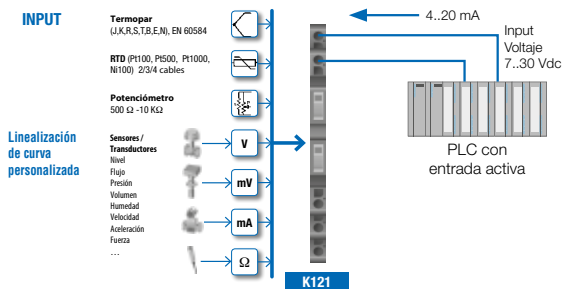 INPUT
Termopar
(J,K,R,S,T,B,E,N), EN 60584
RTD (Pt100, Pt500, Pt1000,
Ni100) 2/3/4 cables
Potenciómetro
500 Ω -10 KΩ
Linealización
de curva
personalizada
Sensores /
Transductores
Nivel
Flujo
Presión
Volumen
Humedad
Velocidad
Aceleración
Fuerza
...
V
mV
mA
Ω
K121
4..20 mA
Input
Voltaje
7..30 Vdc
PLC con
entrada activa